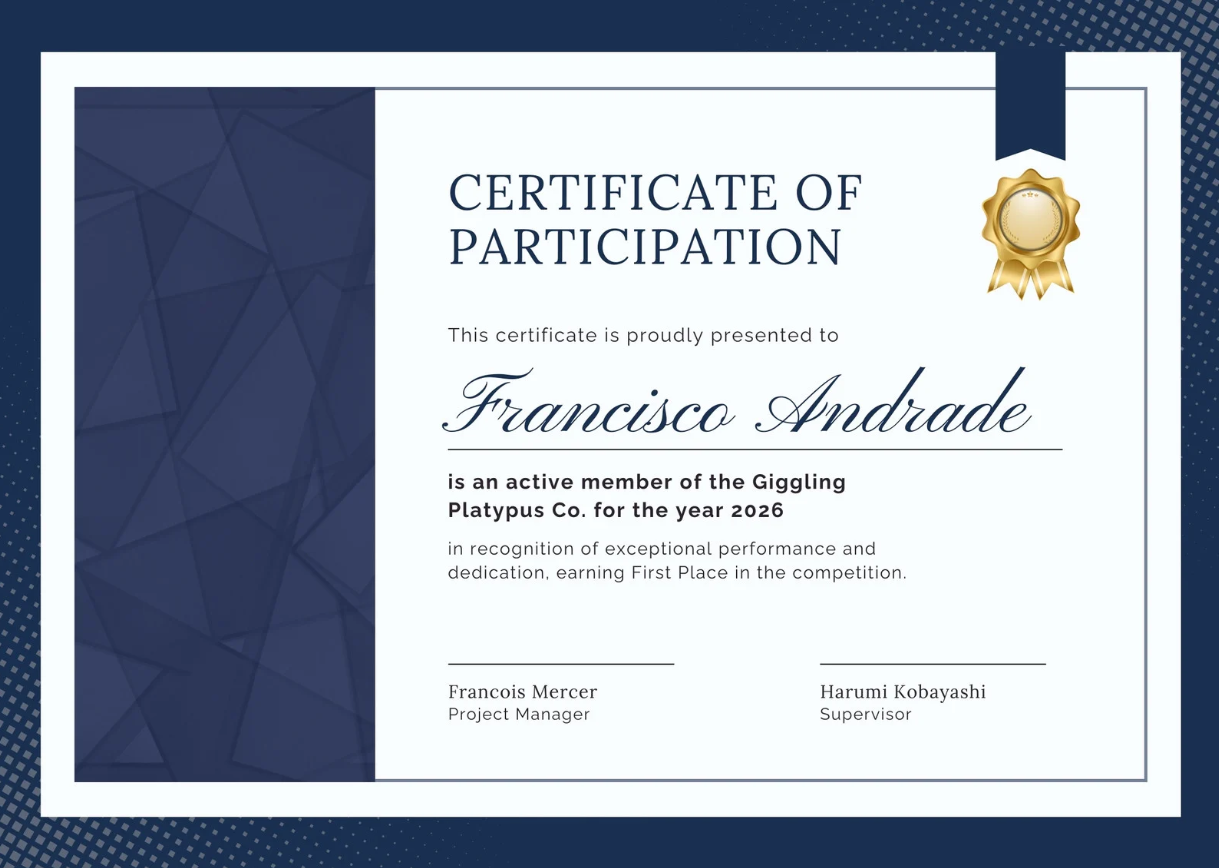 CERTIFICATE OF
PARTICIPATION
This certificate is proudly presented to
Francisco Andrade
is an active member of the Giggling
Platypus Co. for the year 2026
in recognition of exceptional performance and
dedication, earning First Place in the competition.
Francois Mercer
Project Manager
Harumi Kobayashi
Supervisor